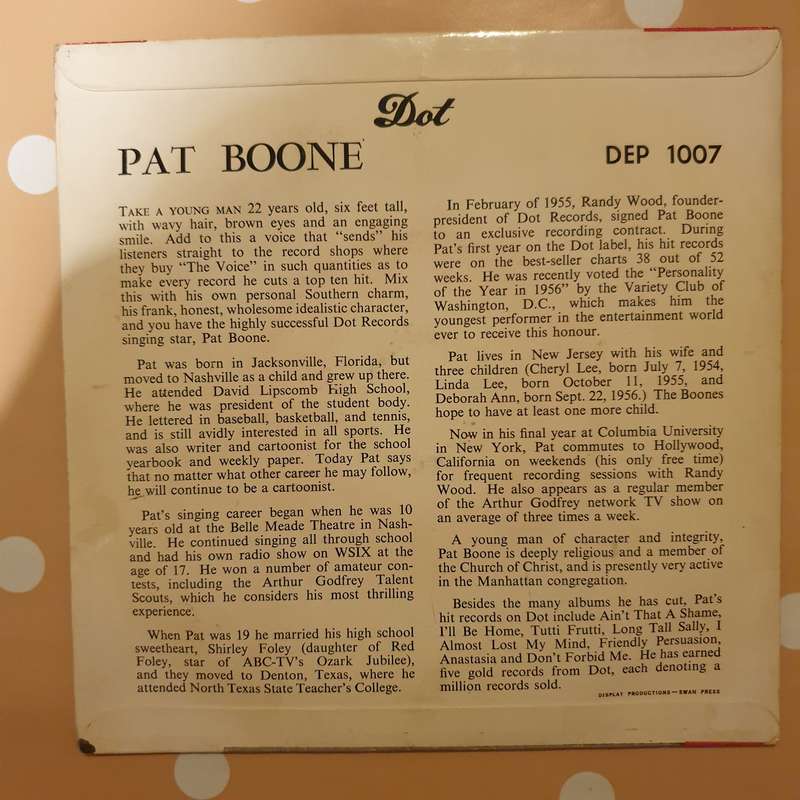 Dot
PAT BOONE
DEP 1007
TAKE A YOUNG MAN 22 years old, six feet tall,
with wavy hair, brown eyes and an engaging
smile. Add to this a voice that “sends” his
listeners straight to the record shops where
they buy “The Voice” in such quantities as to
make every record he cuts a top ten hit. Mix
this with his own personal Southern charm,
his frank, honest, wholesome idealistic character,
and you have the highly successful Dot Records
singing star, Pat Boone.
Pat was born in Jacksonville, Florida, but
moved to Nashville as a child and grew up there.
He attended David Lipscomb High School,
where he was president of the student body.
He lettered in baseball, basketball, and tennis,
and is still avidly interested in all sports. He
was also writer and cartoonist for the school
yearbook and weekly paper. Today Pat says
that no matter what other career he may follow,
he will continue to be a cartoonist.
Pat's singing career began when he was 10
years old at the Belle Meade Theatre in Nash-
ville. He continued singing all through school
and had his own radio show on WSIX at the
age of 17. He won a number of amateur con-
tests, including the Arthur Godfrey Talent
Scouts, which he considers his most thrilling
experience.
When Pat was 19 he married his high school
sweetheart, Shirley Foley (daughter of Red
Foley, star of ABC-TV's Ozark Jubilee),
and they moved to Denton, Texas, where he
attended North Texas State Teacher's College.
In February of 1955, Randy Wood, founder-
president of Dot Records, signed Pat Boone
to an exclusive recording contract. During
Pat's first year on the Dot label, his hit records
were on the best-seller charts 38 out of 52
weeks. He was recently voted the “Personality
of the Year in 1956” by the Variety Club of
Washington, D.C., which makes him the
youngest performer in the entertainment world
ever to receive this honour.
Pat lives in New Jersey with his wife and
three children (Cheryl Lee, born July 7, 1954,
Linda Lee, born October 11, 1955, and
Deborah Ann, born Sept. 22, 1956.) The Boones
hope to have at least one more child.
Now in his final year at Columbia University
in New York, Pat commutes to Hollywood,
California on weekends (his only free time)
for frequent recording sessions with Randy
Wood. He also appears as a regular member
of the Arthur Godfrey network TV show on
an average of three times a week.
A young man of character and integrity,
Pat Boone is deeply religious and a member of
the Church of Christ, and is presently very active
in the Manhattan congregation.
Besides the many albums he has cut, Pat's
hit records on Dot include Ain't That A Shame,
I'll Be Home, Tutti Frutti, Long Tall Sally, I
Almost Lost My Mind, Friendly Persuasion,
Anastasia and Don't Forbid Me. He has earned
five gold records from Dot, each denoting a
million records sold.
DISPLAY PRODUCTIONS—SWAN PRESS